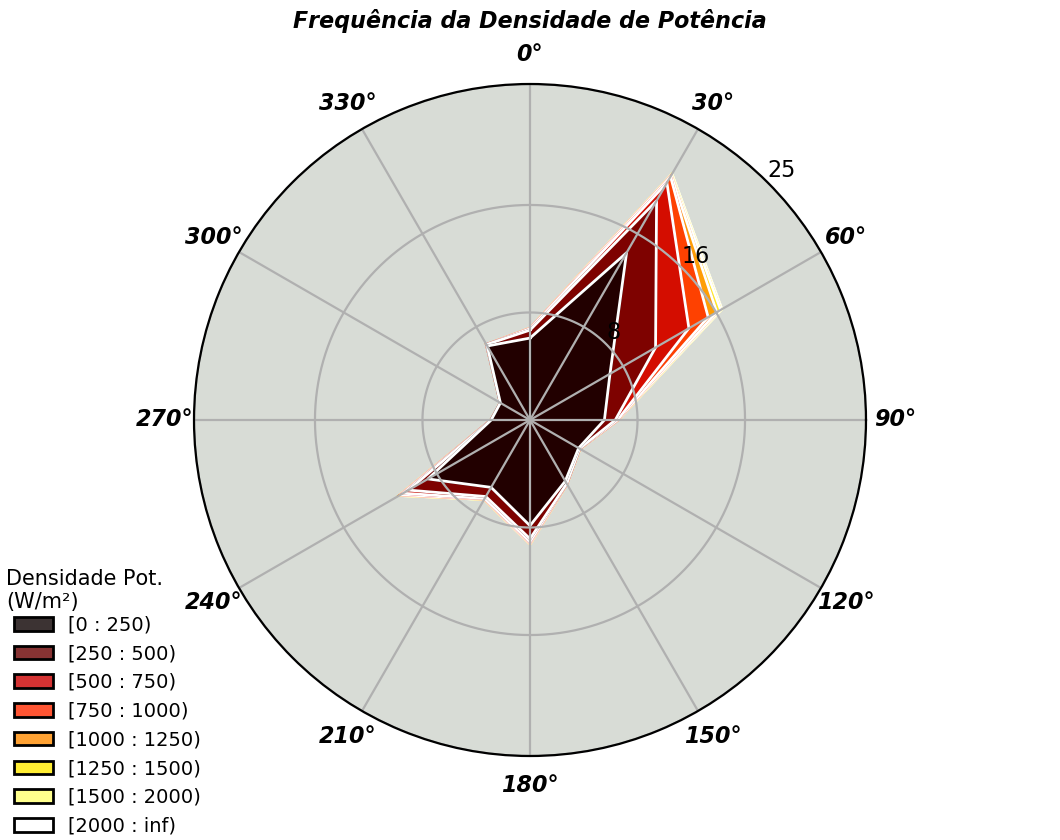 Frequência da Densidade de Potência
0°
330°
30°
25
300°
60°
16
8
270°
90°
240°
120°
210°
150°
180°
Densidade Pot.
(W/m²)
[0 : 250)
[250 : 500)
[500 : 750)
[750 : 1000)
[1000 : 1250)
[1250 : 1500)
[1500 : 2000)
[2000 : inf)